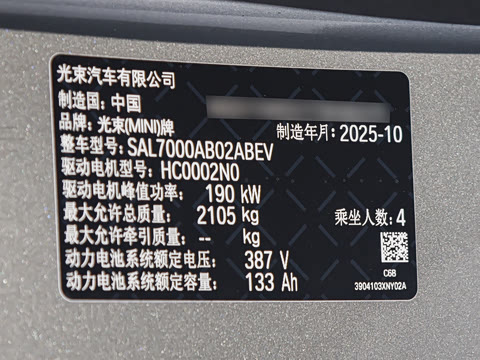 光束汽车有限公司
制造国：中国
品牌：光束(MINI)牌
制造年月：2025-10
整车型号：SAL7000AB02ABEV
驱动电机型号：HC0002N0
驱动电机峰值功率：190 kW
最大允许总质量：2105 kg
乘坐人数：4
最大允许牵引质量：-- kg
动力电池系统额定电压：387 V
动力电池系统额定容量：133 Ah
C6B
3904103XNY02A